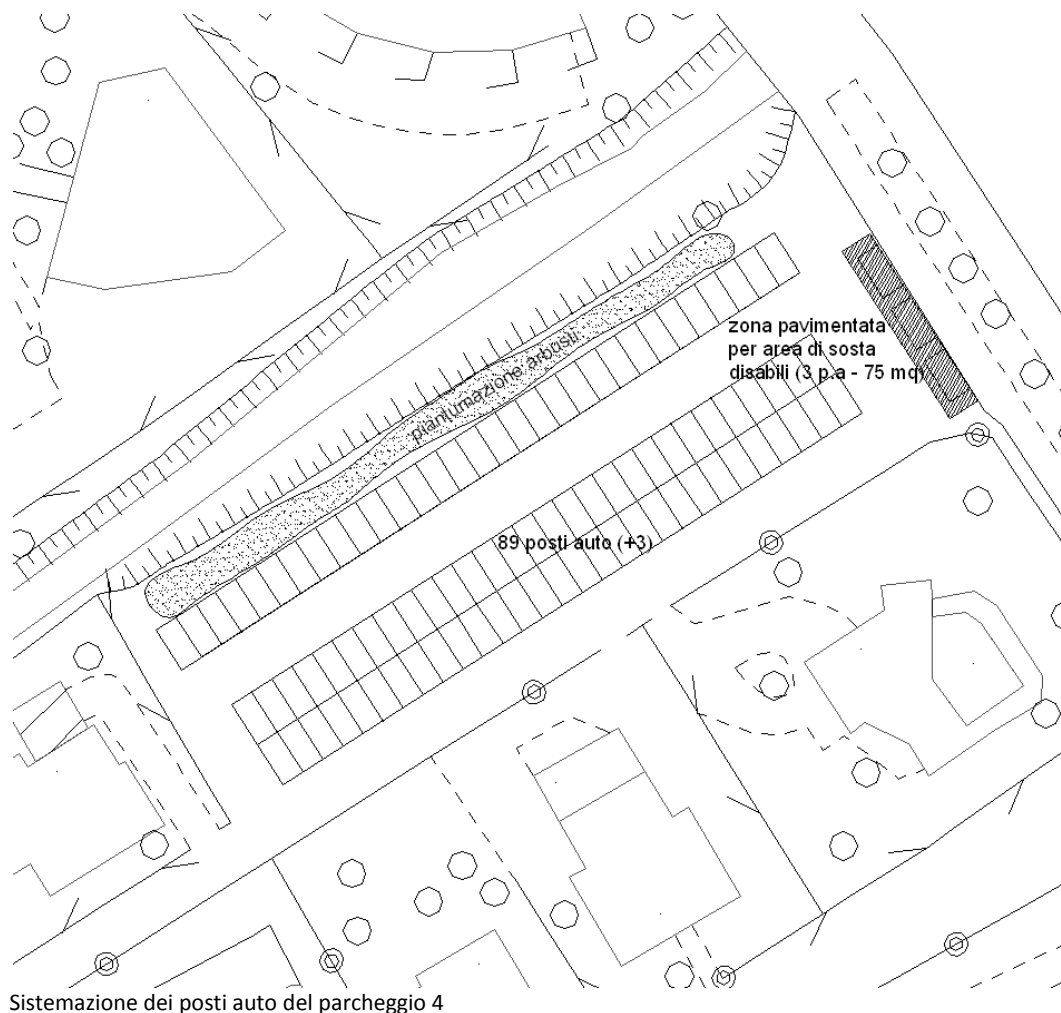 zona pavimentata
per area di sosta
disabili (3 p.a - 75 mq)
piantumazione arbusti
89 posti auto (+3)
Sistemazione dei posti auto del parcheggio 4